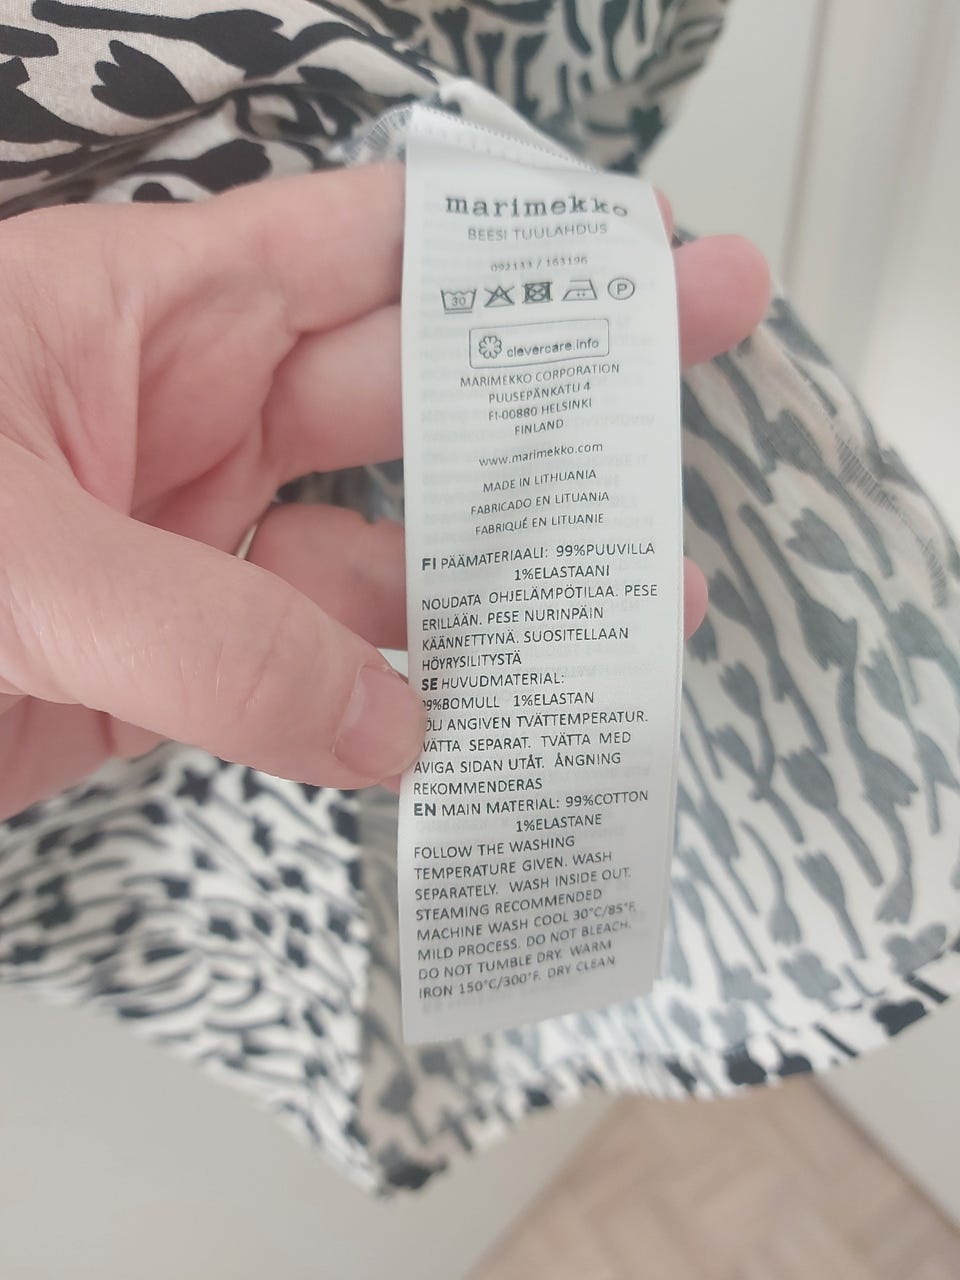 marimekko
BEESI TUULAHDUS
092133 / 163196
30 P
clevercare.info
MARIMEKKO CORPORATION
PUUSEPÄNKATU 4
FI-00880 HELSINKI
FINLAND
www.marimekko.com
MADE IN LITHUANIA
FABRICADO EN LITUANIA
FABRIQUÉ EN LITUANIE
FI PÄÄMATERIAALI: 99%PUUVILLA
1%ELASTAANI
NOUDATA OHJELÄMPÖTILAA. PESE
ERILLÄÄN. PESE NURINPÄIN
KÄÄNNETTYNÄ. SUOSITELLAAN
HÖYRYSILITYSTÄ
SE HUVUDMATERIAL:
99%BOMULL 1%ELASTAN
ÖLJ ANGIVEN TVÄTTEMPERATUR.
VÄTTA SEPARAT. TVÄTTA MED
AVIGA SIDAN UTÅT. ÅNGNING
REKOMMENDERAS
EN MAIN MATERIAL: 99%COTTON
1%ELASTANE
FOLLOW THE WASHING
TEMPERATURE GIVEN. WASH
SEPARATELY. WASH INSIDE OUT.
STEAMING RECOMMENDED
MACHINE WASH COOL 30°C/85°F,
MILD PROCESS. DO NOT BLEACH.
DO NOT TUMBLE DRY. WARM
IRON 150°C/300°F. DRY CLEAN